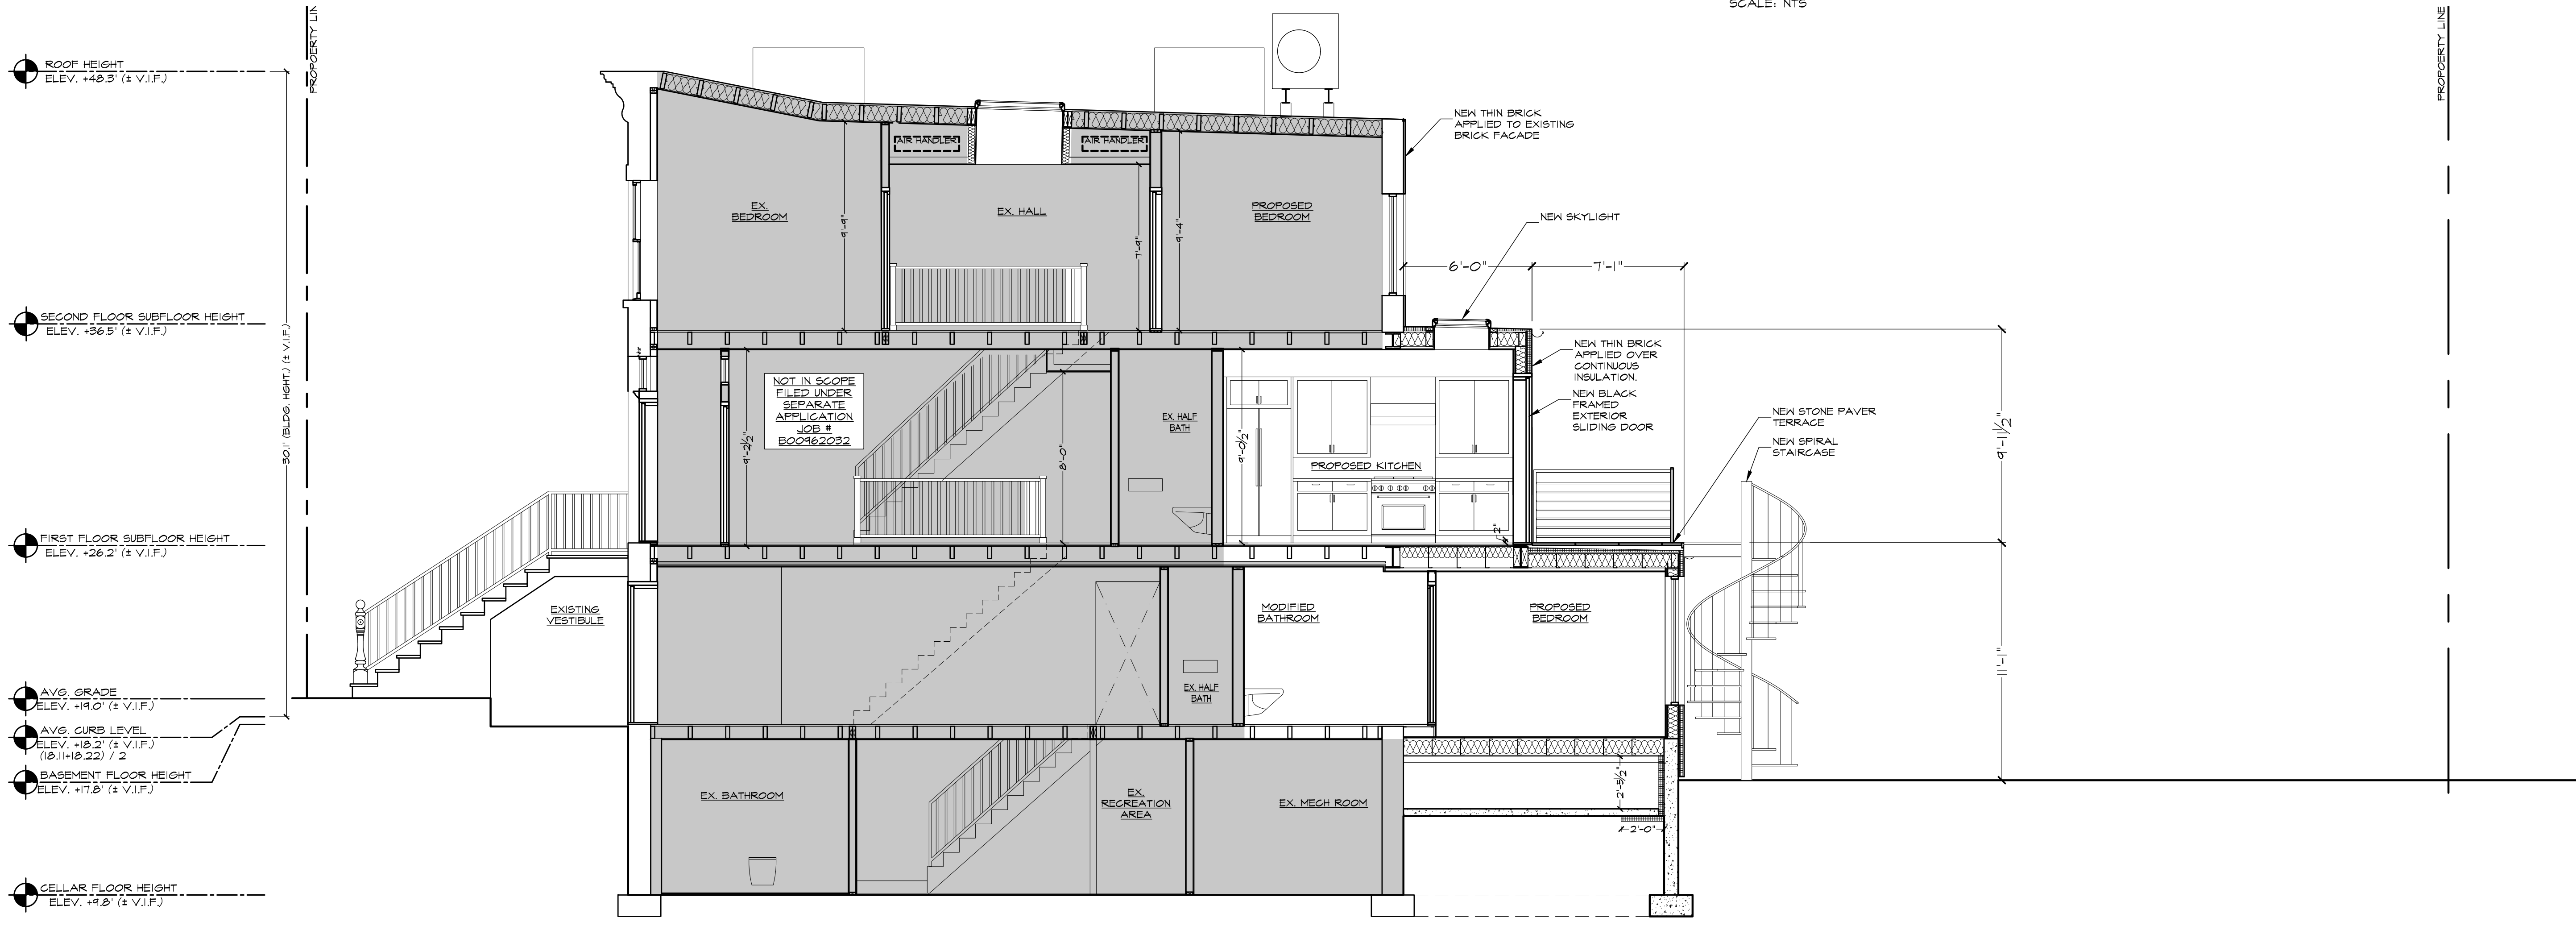 SCALE: NTS
PROPOERTY LIN
PROPOERTY LINE
ROOF HEIGHT
ELEV. +48.3' (± V.I.F.)
NEW THIN BRICK
APPLIED TO EXISTING
BRICK FACADE
AIR HANDLER
AIR HANDLER
EX.
BEDROOM
9'-9"
EX. HALL
7'-9"
9'-4"
PROPOSED
BEDROOM
NEW SKYLIGHT
6'-0"
7'-1"
SECOND FLOOR SUBFLOOR HEIGHT
ELEV. +36.5' (± V.I.F.)
30.1' (BLDG. HGHT.) (± V.I.F.)
NEW THIN BRICK
APPLIED OVER
CONTINUOUS
INSULATION.
NEW BLACK
FRAMED
EXTERIOR
SLIDING DOOR
NOT IN SCOPE
FILED UNDER
SEPARATE
APPLICATION
JOB #
B00962032
9'-2½"
8'-0"
EX. HALF
BATH
9'-0½"
PROPOSED KITCHEN
2"
NEW STONE PAVER
TERRACE
NEW SPIRAL
STAIRCASE
9'-11½"
FIRST FLOOR SUBFLOOR HEIGHT
ELEV. +26.2' (± V.I.F.)
EXISTING
VESTIBULE
MODIFIED
BATHROOM
PROPOSED
BEDROOM
EX. HALF
BATH
11'-1"
AVG. GRADE
ELEV. +19.0' (± V.I.F.)
AVG. CURB LEVEL
ELEV. +18.2' (± V.I.F.)
(18.11+18.22) / 2
BASEMENT FLOOR HEIGHT
ELEV. +17.8' (± V.I.F.)
EX. BATHROOM
EX.
RECREATION
AREA
EX. MECH ROOM
2'-5½"
2'-0"
CELLAR FLOOR HEIGHT
ELEV. +9.8' (± V.I.F.)